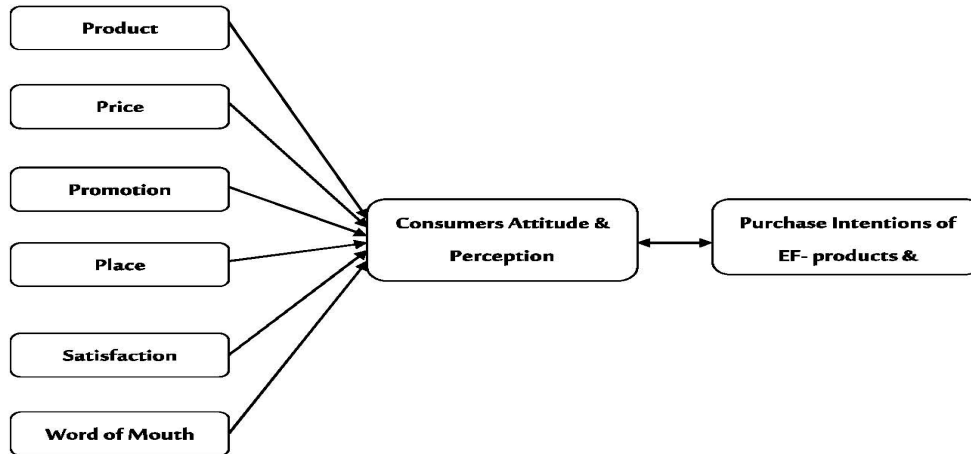 Product
Price
Promotion
Place
Satisfaction
Word of Mouth
Consumers Attitude &
Perception
Purchase Intentions of
EF- products &